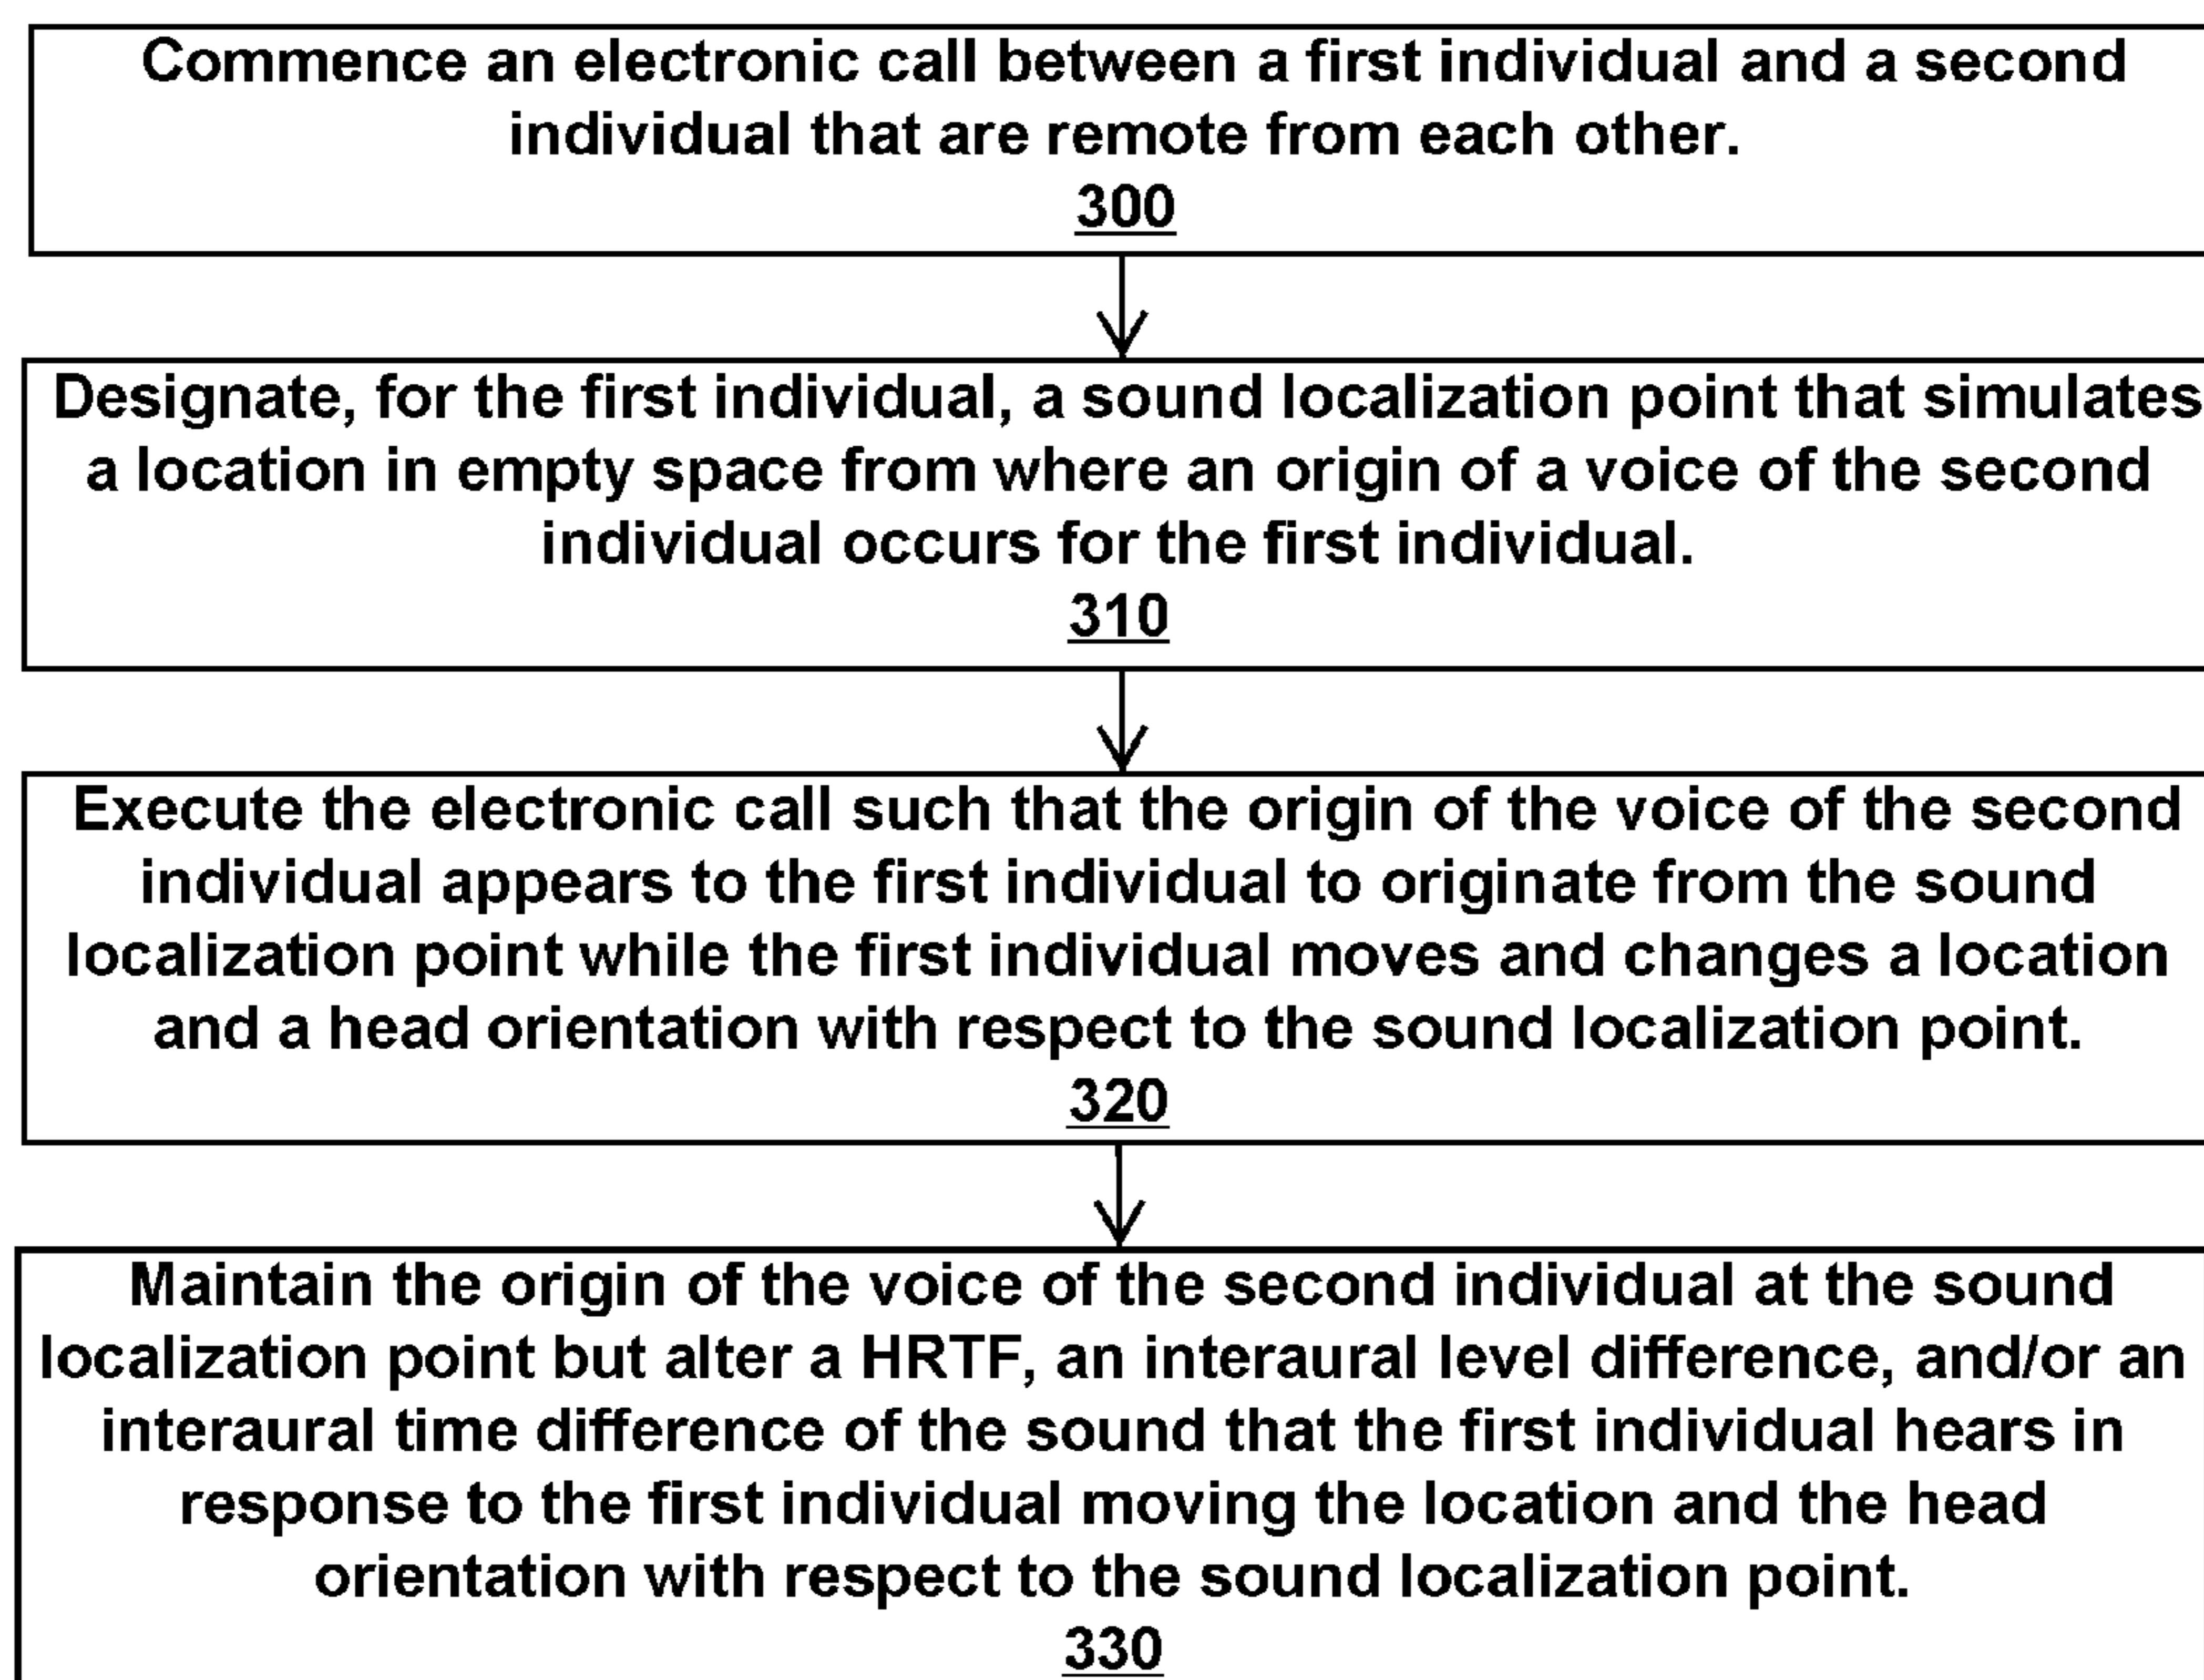 Commence an electronic call between a first individual and a second
individual that are remote from each other.
300
Designate, for the first individual, a sound localization point that simulates
a location in empty space from where an origin of a voice of the second
individual occurs for the first individual.
310
Execute the electronic call such that the origin of the voice of the second
individual appears to the first individual to originate from the sound
localization point while the first individual moves and changes a location
and a head orientation with respect to the sound localization point.
320
Maintain the origin of the voice of the second individual at the sound
localization point but alter a HRTF, an interaural level difference, and/or an
interaural time difference of the sound that the first individual hears in
response to the first individual moving the location and the head
orientation with respect to the sound localization point.
330